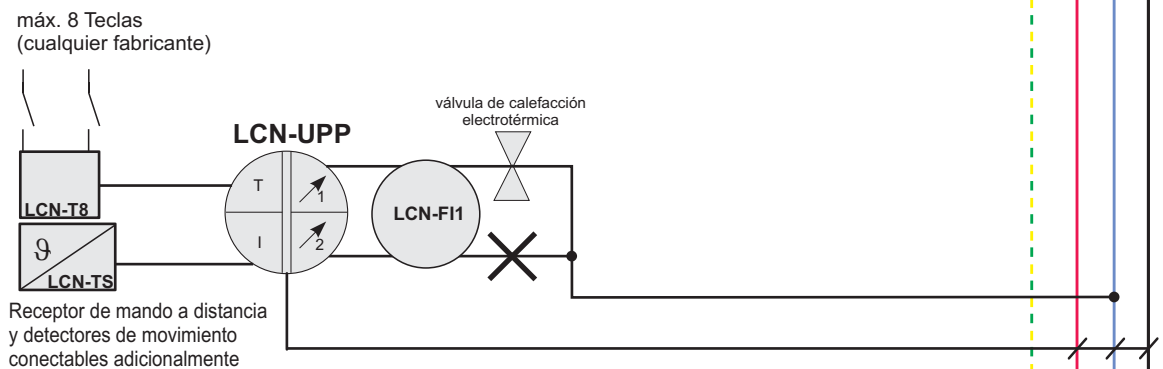 máx. 8 Teclas
(cualquier fabricante)
válvula de calefacción
electrotérmica
LCN-UPP
T
1
LCN-T8
LCN-FI1
I
2
ϑ
LCN-TS
Receptor de mando a distancia
y detectores de movimiento
conectables adicionalmente